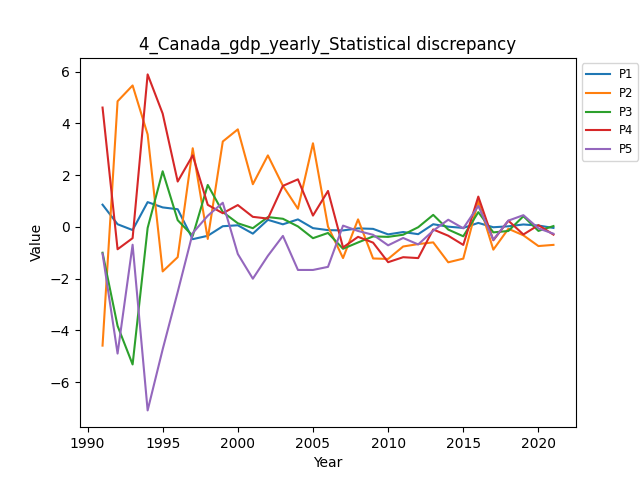 4_Canada_gdp_yearly_Statistical discrepancy
P1
P2
P3
P4
P5
Value
6
4
2
0
−2
−4
−6
1990 1995 2000 2005 2010 2015 2020
Year